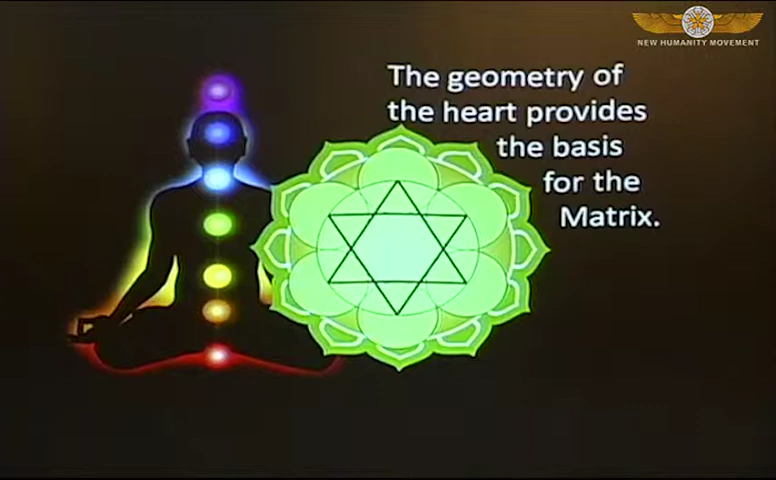 NEW HUMANITY MOVEMENT
The geometry of
the heart provides
the basis
for the
Matrix.